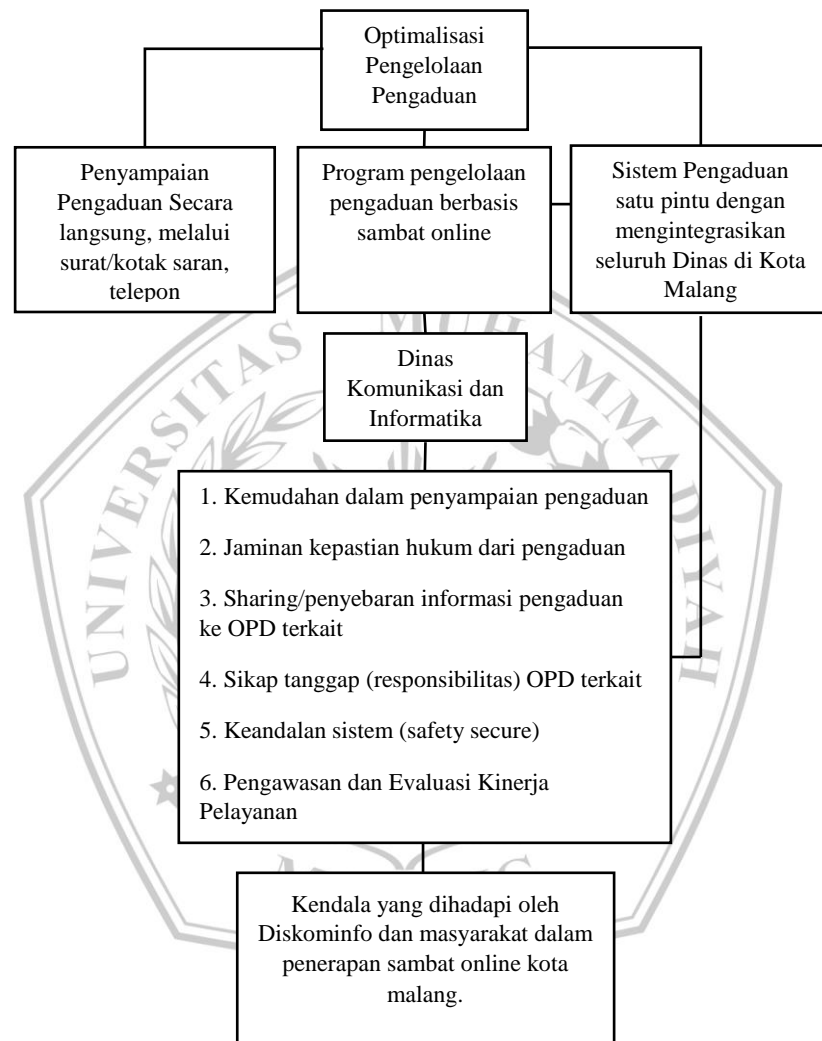 Optimalisasi
Pengelolaan
Pengaduan
Penyampaian
Pengaduan Secara
langsung, melalui
surat/kotak saran,
telepon
Program pengelolaan
pengaduan berbasis
sambat online
Sistem Pengaduan
satu pintu dengan
mengintegrasikan
seluruh Dinas di Kota
Malang
Dinas
Komunikasi dan
Informatika
1. Kemudahan dalam penyampaian pengaduan
2. Jaminan kepastian hukum dari pengaduan
3. Sharing/penyebaran informasi pengaduan
ke OPD terkait
4. Sikap tanggap (responsibilitas) OPD terkait
5. Keandalan sistem (safety secure)
6. Pengawasan dan Evaluasi Kinerja
Pelayanan
Kendala yang dihadapi oleh
Diskominfo dan masyarakat dalam
penerapan sambat online kota
malang.
UNIVERSITAS MUHAMMADIYAH